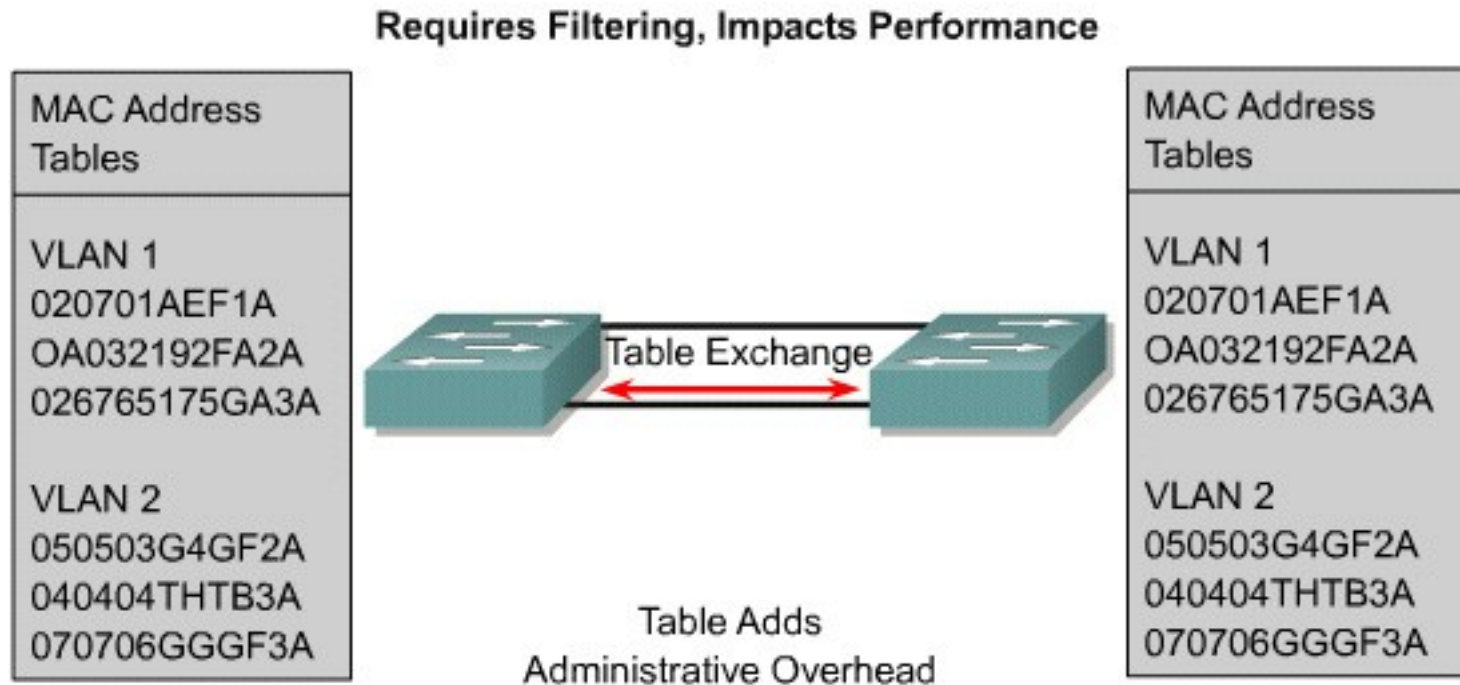 Requires Filtering, Impacts Performance
MAC Address
Tables
VLAN 1
020701AEF1A
OA032192FA2A
026765175GA3A
VLAN 2
050503G4GF2A
040404THTB3A
070706GGGF3A
Table Exchange
Table Adds
Administrative Overhead
MAC Address
Tables
VLAN 1
020701AEF1A
OA032192FA2A
026765175GA3A
VLAN 2
050503G4GF2A
040404THTB3A
070706GGGF3A